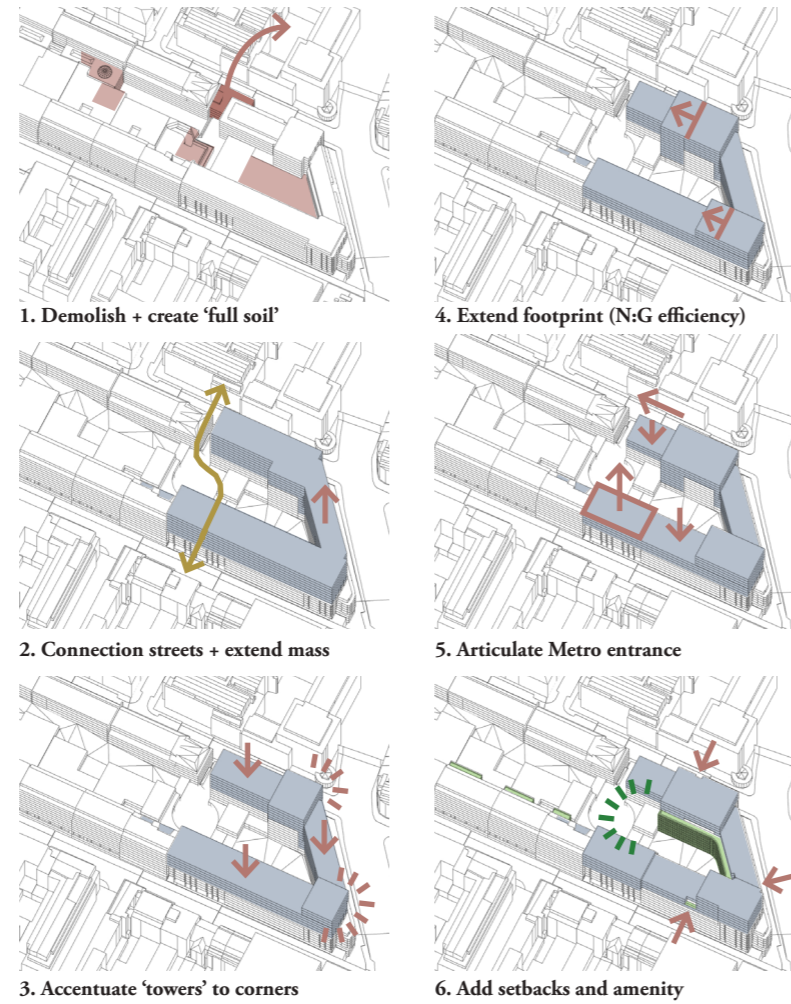 1. Demolish + create ‘full soil’
2. Connection streets + extend mass
3. Accentuate ‘towers’ to corners
4. Extend footprint (N:G efficiency)
5. Articulate Metro entrance
6. Add setbacks and amenity